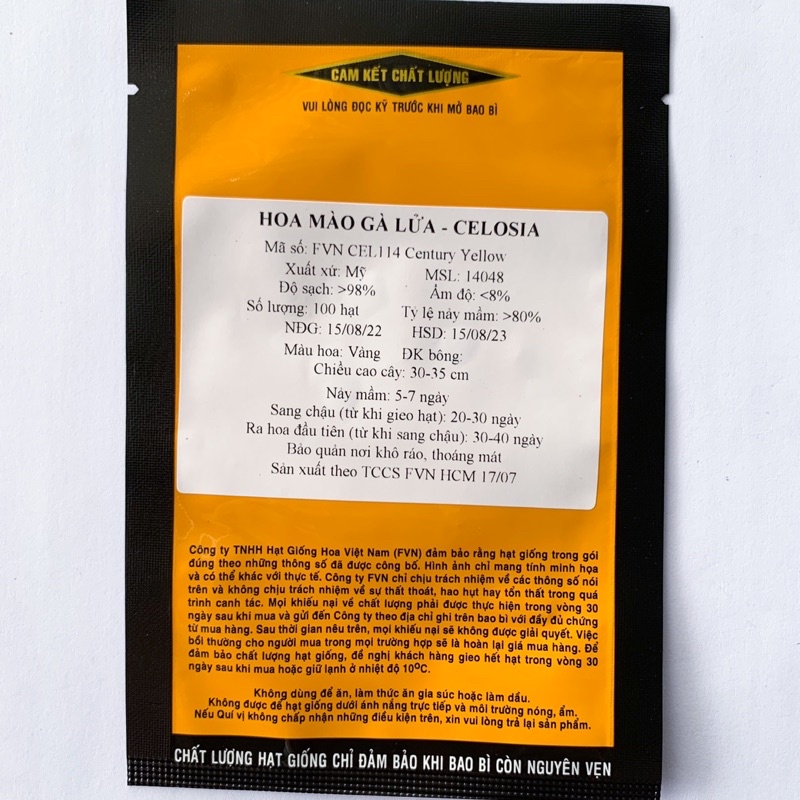 CAM KẾT CHẤT LƯỢNG
VUI LÒNG ĐỌC KỸ TRƯỚC KHI MỞ BAO BÌ
HOA MÀO GÀ LỬA - CELOSIA
Mã số: FVN CEL114 Century Yellow
Xuất xứ: Mỹ MSL: 14048
Độ sạch: >98% Ẩm độ: <8%
Số lượng: 100 hạt Tỷ lệ nảy mầm: >80%
NĐG: 15/08/22 HSD: 15/08/23
Màu hoa: Vàng ĐK bông:
Chiều cao cây: 30-35 cm
Nảy mầm: 5-7 ngày
Sang chậu (từ khi gieo hạt): 20-30 ngày
Ra hoa đầu tiên (từ khi sang chậu): 30-40 ngày
Bảo quản nơi khô ráo, thoáng mát
Sản xuất theo TCCS FVN HCM 17/07
Công ty TNHH Hạt Giống Hoa Việt Nam (FVN) đảm bảo rằng hạt giống trong gói
đúng theo những thông số đã được công bố. Hình ảnh chỉ mang tính minh họa
và có thể khác với thực tế. Công ty FVN chỉ chịu trách nhiệm về các thông số nói
trên và không chịu trách nhiệm về sự thất thoát, hao hụt hay tổn thất trong quá
trình canh tác. Mọi khiếu nại về chất lượng phải được thực hiện trong vòng 30
ngày sau khi mua và gửi đến Công ty theo địa chỉ ghi trên bao bì với đầy đủ chứng
từ mua hàng. Sau thời gian nêu trên, mọi khiếu nại sẽ không được giải quyết. Việc
bồi thường cho người mua trong mọi trường hợp sẽ là hoàn lại giá mua hàng. Để
đảm bảo chất lượng hạt giống, đề nghị khách hàng gieo hết hạt trong vòng 30
ngày sau khi mua hoặc giữ lạnh ở nhiệt độ 10ºC.
Không dùng để ăn, làm thức ăn gia súc hoặc làm dầu.
Không được để hạt giống dưới ánh nắng trực tiếp và môi trường nóng, ẩm.
Nếu Quí vị không chấp nhận những điều kiện trên, xin vui lòng trả lại sản phẩm.
CHẤT LƯỢNG HẠT GIỐNG CHỈ ĐẢM BẢO KHI BAO BÌ CÒN NGUYÊN VẸN